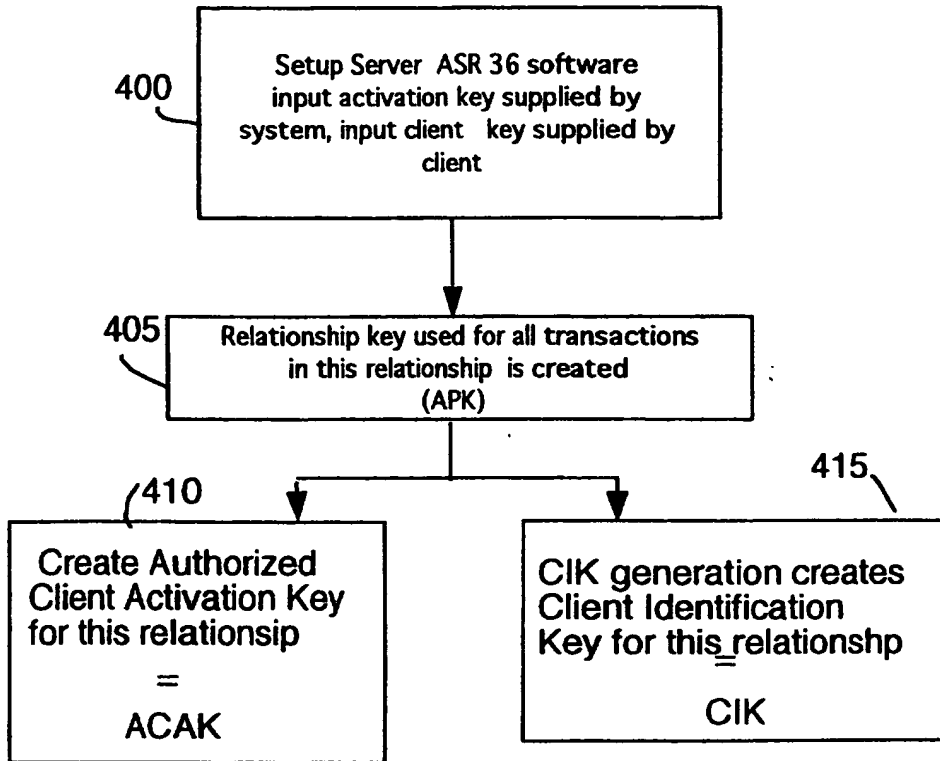 400
Setup Server ASR 36 software
input activation key supplied by
system, input client key supplied by
client
405
Relationship key used for all transactions
in this relationship is created
(APK)
410
Create Authorized
Client Activation Key
for this relationsip
=
ACAK
415
CIK generation creates
Client Identification
Key for this relationshp
=
CIK